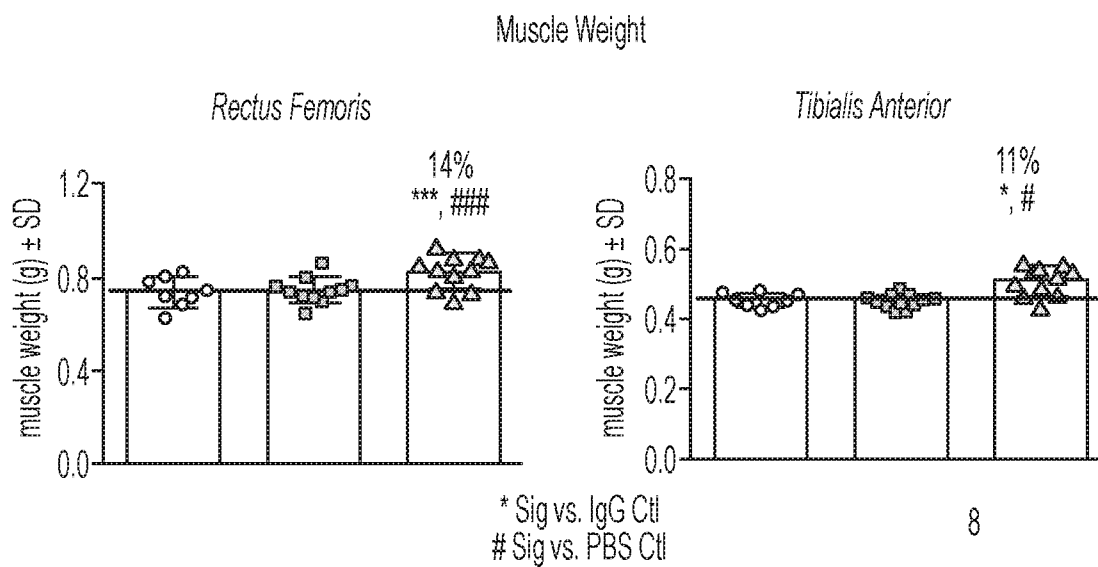 Muscle Weight
Rectus Femoris
14%
***, ###
muscle weight (g) ± SD
1.2
0.8
0.4
0.0
Tibialis Anterior
11%
*, #
muscle weight (g) ± SD
0.8
0.6
0.4
0.2
0.0
* Sig vs. IgG Ctl
# Sig vs. PBS Ctl
8